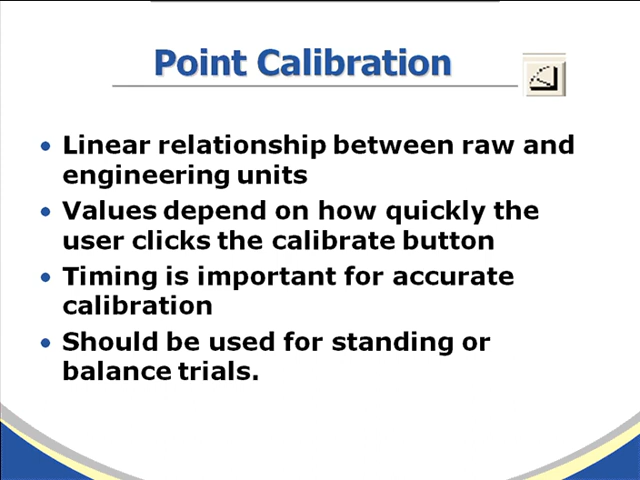 Point Calibration
• Linear relationship between raw and
engineering units
• Values depend on how quickly the
user clicks the calibrate button
• Timing is important for accurate
calibration
• Should be used for standing or
balance trials.